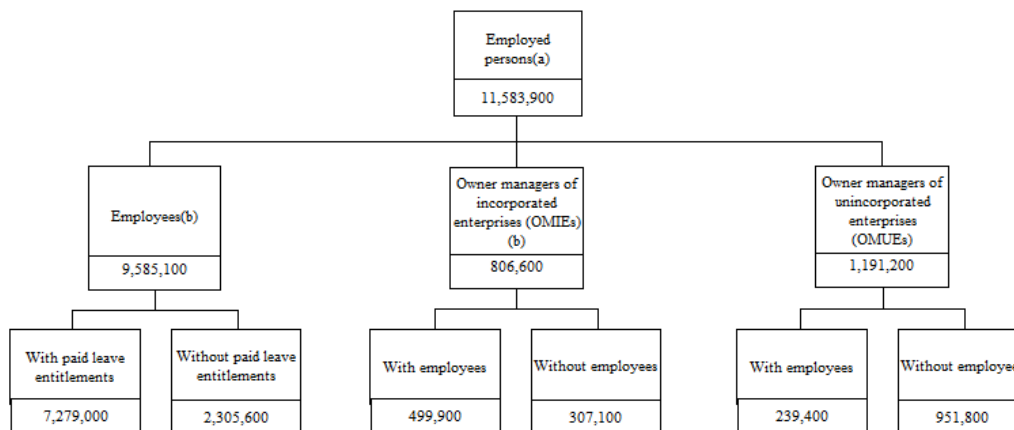 Employed
persons(a)
11,583,900
Employees(b)
9,585,100
Owner managers of
incorporated
enterprises (OMIEs)
(b)
806,600
Owner managers of
unincorporated
enterprises
(OMUEs)
1,191,200
With paid leave
entitlements
7,279,000
Without paid leave
entitlements
2,305,600
With employees
499,900
Without employees
307,100
With employees
239,400
Without employee
951,800